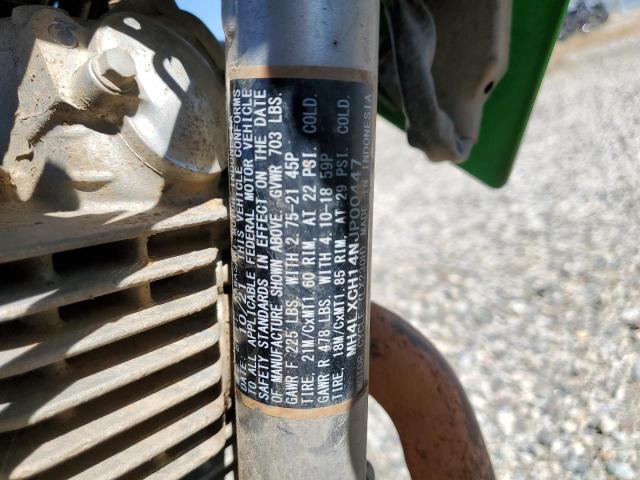 TO ALL APPLICABLE FEDERAL MOTOR VEHICLE
SAFETY STANDARDS IN EFFECT ON THE DATE
OF MANUFACTURE SHOWN ABOVE. GVWR 703 LBS.
GAWR F 225 LBS. WITH 2.75-21 45P
TIRE, 21M/CxMT1.60 RIM, AT 22 PSI. COLD.
GAWR R 478 LBS. WITH 4.10-18 59P
TIRE, 18M/CxMT1.85 RIM, AT 29 PSI. COLD.
MH4LXCH14NJP00447
MADE IN INDONESIA